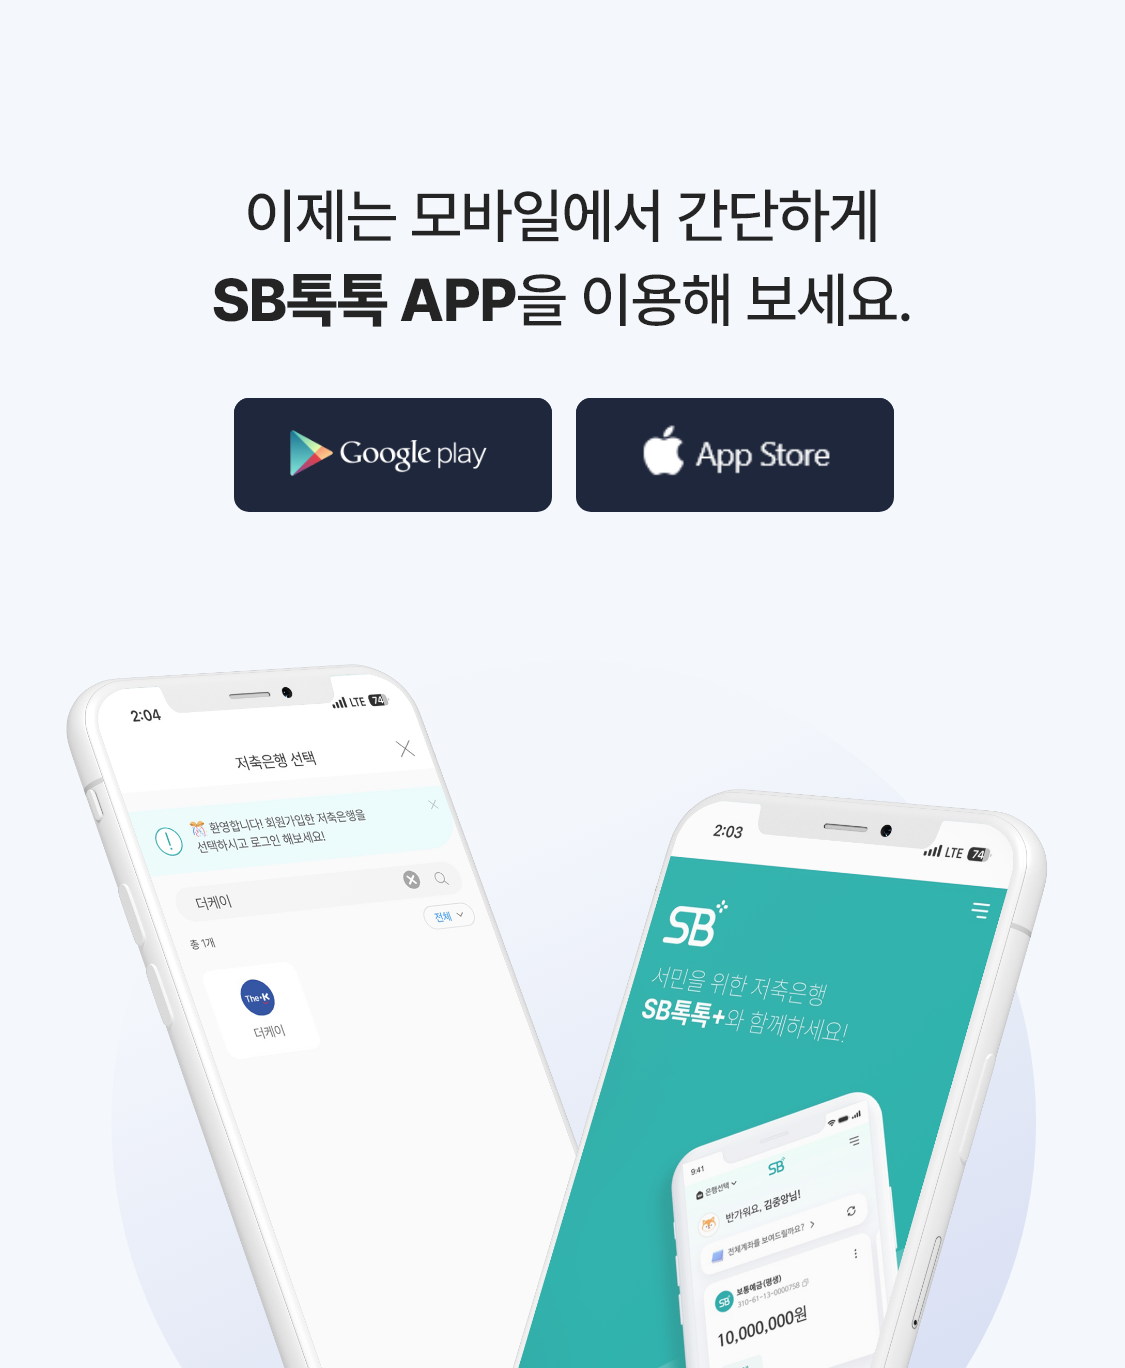 이제는 모바일에서 간단하게
SB톡톡 APP을 이용해 보세요.
Google play
App Store
2:04
LTE 74
저축은행 선택
환영합니다! 회원가입한 저축은행을
선택하시고 로그인 해보세요!
더케이
전체
총 1개
The-K
더케이
2:03
LTE 74
SB
서민을 위한 저축은행
SB톡톡+와 함께하세요!
9:41
SB
은행선택
반가워요, 김중앙님!
전체계좌를 보여드릴까요?
SB
보통예금(평생)
310-61-13-0000758
10,000,000원